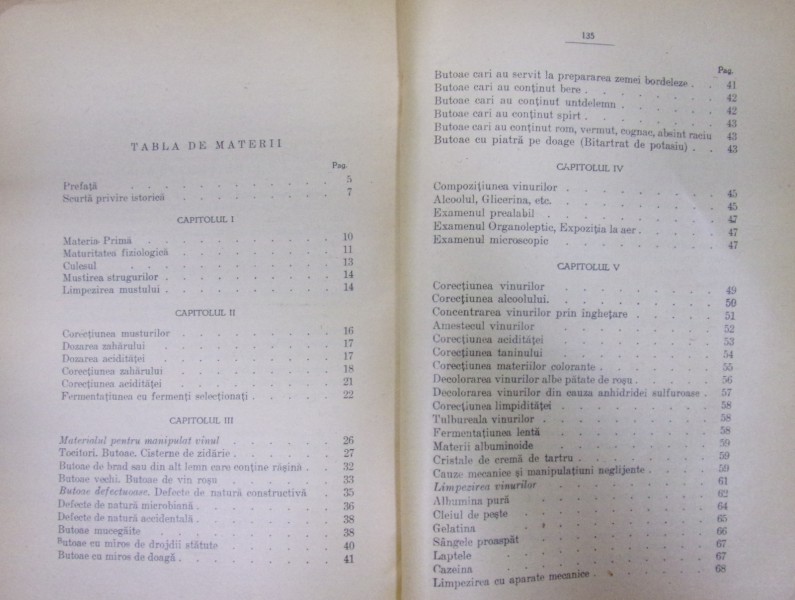 TABLA DE MATERII
Pag.
Prefață . . . . . . . . . . 5
Scurtă privire istorică . . . . . . . 7
CAPITOLUL I
Materia Primă . . . . . . . . 10
Maturitatea fiziologică . . . . . . . 11
Culesul . . . . . . . . . . 13
Mustirea strugurilor . . . . . . . . 14
Limpezirea mustului . . . . . . . . 14
CAPITOLUL II
Corecțiunea musturilor . . . . . . . 16
Dozarea zahărului . . . . . . . . 17
Dozarea acidității . . . . . . . . 17
Corecțiunea zahărului . . . . . . . 18
Corecțiunea acidității . . . . . . . 21
Fermentațiunea cu fermenți selecționați . . . . 22
CAPITOLUL III
Materialul pentru manipulat vinul . . . . . 26
Tocitori. Butoae. Cisterne de zidărie . . . . . 27
Butoae de brad sau din alt lemn care conține rășină . . 32
Butoae vechi. Butoae de vin roșu . . . . . 33
Butoae defectuoase. Defecte de natură constructivă . . 35
Defecte de natură microbiană . . . . . . 36
Defecte de natură accidentală . . . . . . 38
Butoae mucegăite . . . . . . . . 38
Butoae cu miros de drojdii stătute . . . . . 40
Butoae cu miros de doagă . . . . . . . 41
135
Pag.
Butoae cari au servit la prepararea zemei bordeleze . . 41
Butoae cari au conținut bere . . . . . . 42
Butoae cari au conținut untdelemn . . . . . 42
Butoae cari au conținut spirt . . . . . . 43
Butoae cari au conținut rom, vermut, cognac, absint raciu 43
Butoae cu piatră pe doage (Bitartrat de potasiu) . . 43
CAPITOLUL IV
Compozițiunea vinurilor . . . . . . . 45
Alcoolul, Glicerina, etc. . . . . . . . 45
Examenul prealabil . . . . . . . . 47
Examenul Organoleptic, Expoziția la aer . . . . 47
Examenul microscopic . . . . . . . 47
CAPITOLUL V
Corecțiunea vinurilor . . . . . . . 49
Corecțiunea alcoolului . . . . . . . 50
Concentrarea vinurilor prin înghețare . . . . 51
Amestecul vinurilor . . . . . . . 52
Corecțiunea acidității . . . . . . . 53
Corecțiunea taninului . . . . . . . 54
Corecțiunea materiilor colorante . . . . . 55
Decolorarea vinurilor albe pătate de roșu . . . . 56
Decolorarea vinurilor din cauza anhidridei sulfuroase . . 57
Corecțiunea limpidității . . . . . . . 58
Tulbureala vinurilor . . . . . . . . 58
Fermentațiunea lentă . . . . . . . 58
Materii albuminoide . . . . . . . . 59
Cristale de cremă de tartru . . . . . . 59
Cauze mecanice și manipulațiuni neglijente . . . . 59
Limpezirea vinurilor . . . . . . . 61
Albumina pură . . . . . . . . 62
Cleiul de pește . . . . . . . . 64
Gelatina . . . . . . . . . 65
Sângele proaspăt . . . . . . . . 66
Laptele . . . . . . . . . 67
Cazeina . . . . . . . . . 67
Limpezirea cu aparate mecanice . . . . . . 68